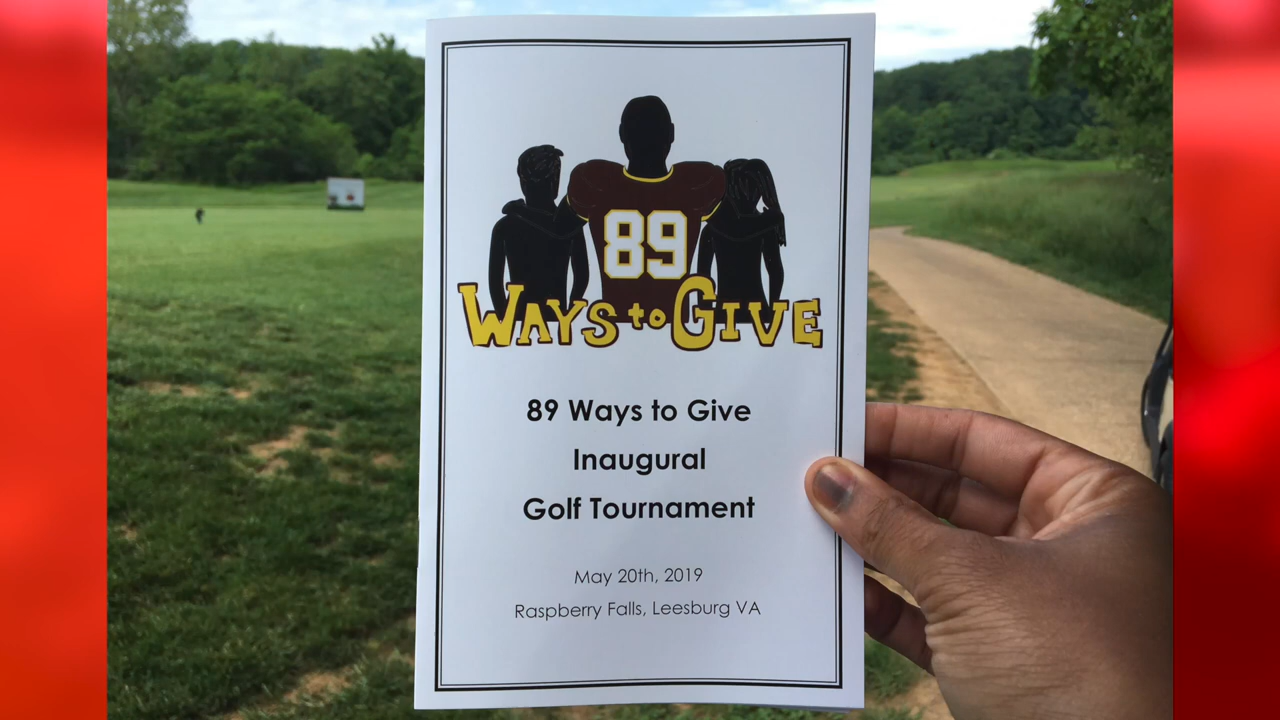 89
WAYS to GIVE
89 Ways to Give
Inaugural
Golf Tournament
May 20th, 2019
Raspberry Falls, Leesburg VA